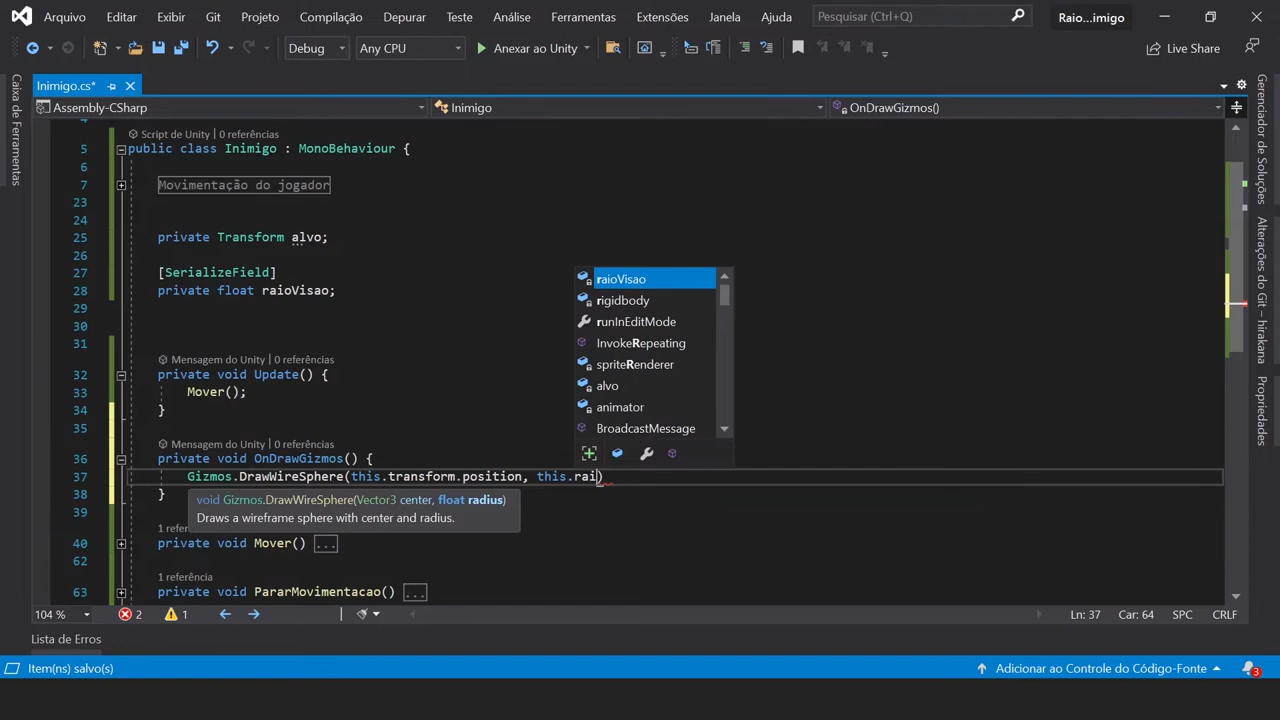 Arquivo Editar Exibir Git Projeto Compilação Depurar Teste Análise Ferramentas Extensões Janela Ajuda Pesquisar (Ctrl+Q) Raio...imigo
Debug Any CPU Anexar ao Unity Live Share
Inimigo.cs*
Assembly-CSharp Inimigo OnDrawGizmos()
Caixa de Ferramentas
4
Script de Unity | 0 referências
5 public class Inimigo : MonoBehaviour {
6
7 Movimentação do jogador
23
24
25 private Transform alvo;
26
27 [SerializeField]
28 private float raioVisao;
29
30
31
Mensagem do Unity | 0 referências
32 private void Update() {
33 Mover();
34 }
35
Mensagem do Unity | 0 referências
36 private void OnDrawGizmos() {
37 Gizmos.DrawWireSphere(this.transform.position, this.rai)
38 }
39
1 refer
40 private void Mover() ...
62
1 referência
63 private void PararMovimentacao() ...
raioVisao
rigidbody
runInEditMode
InvokeRepeating
spriteRenderer
alvo
animator
BroadcastMessage
void Gizmos.DrawWireSphere(Vector3 center, float radius)
Draws a wireframe sphere with center and radius.
Gerenciador de Soluções
Alterações do Git – hirakana
Propriedades
104 % 2 1 Ln: 37 Car: 64 SPC CRLF
Lista de Erros
Item(ns) salvo(s) Adicionar ao Controle do Código-Fonte 3